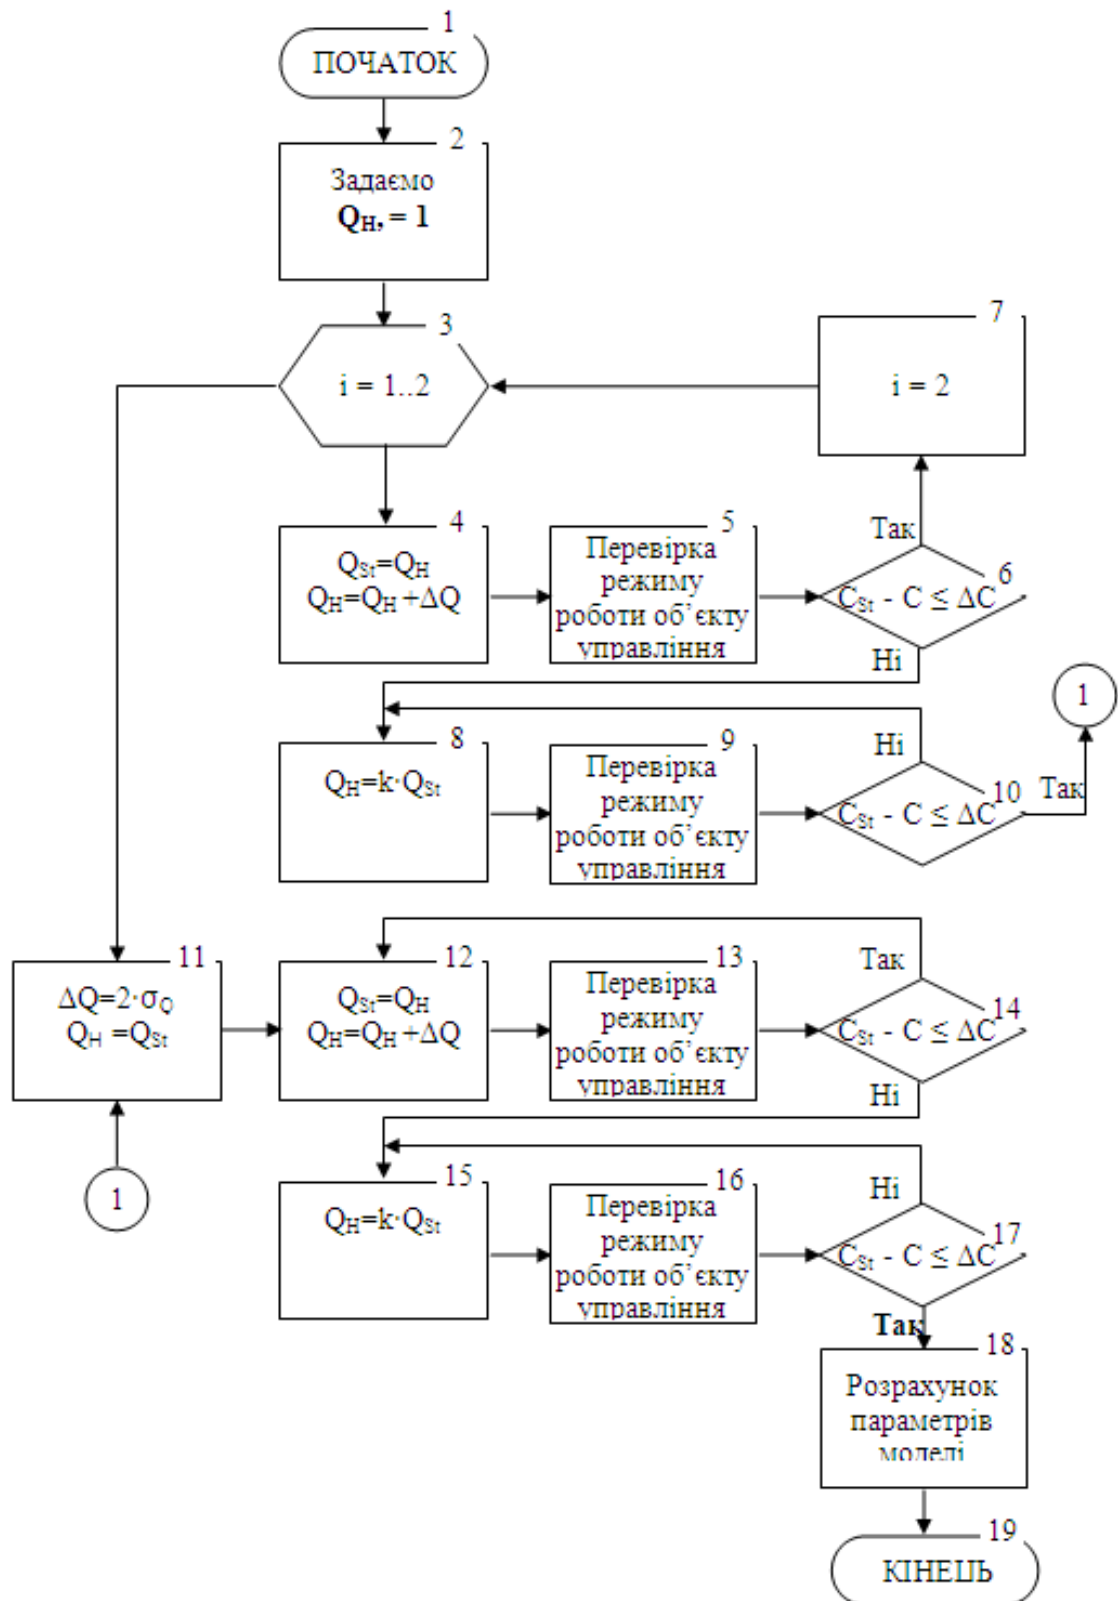 1
ПОЧАТОК
2
Задаємо
Qн, = 1
3
i = 1..2
7
i = 2
4
QSt=QH
QH=QH +ΔQ
5
Перевірка
режиму
роботи об’єкту
управління
Так
6
CSt - C ≤ ΔC
Ні
1
8
QH=k·QSt
9
Перевірка
режиму
роботи об’єкту
управління
Ні
10
CSt - C ≤ ΔC
Так
11
ΔQ=2·σQ
QH =QSt
12
QSt=QH
QH=QH +ΔQ
13
Перевірка
режиму
роботи об’єкту
управління
Так
14
CSt - C ≤ ΔC
Ні
1
15
QH=k·QSt
16
Перевірка
режиму
роботи об’єкту
управління
Ні
17
CSt - C ≤ ΔC
Так
18
Розрахунок
параметрів
моделі
19
КІНЕЦЬ